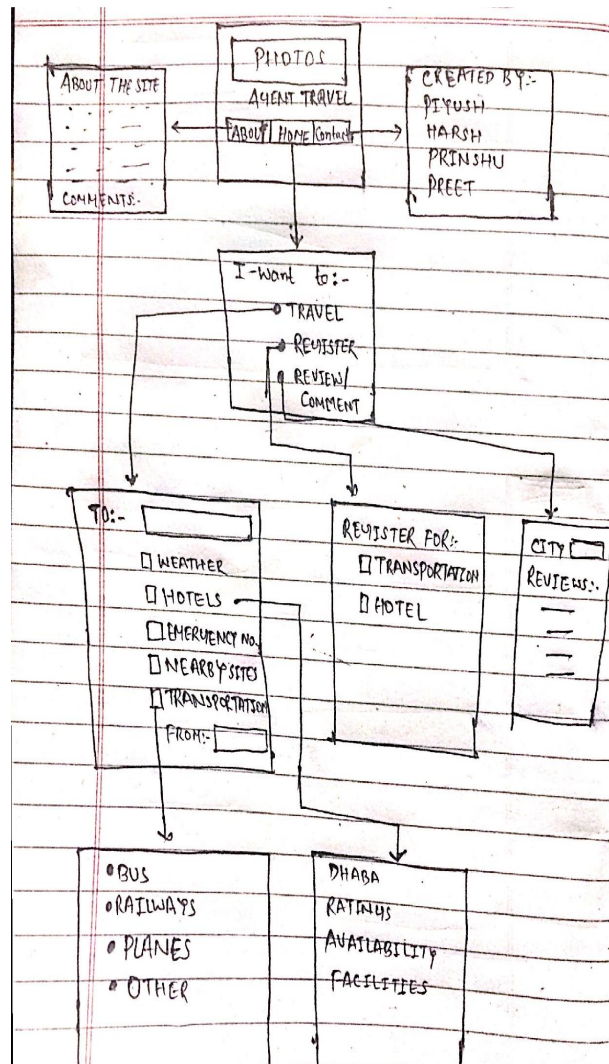 PHOTOS
AGENT TRAVEL
ABOUT HOME Contact
ABOUT THE SITE
COMMENTS:-
CREATED BY:-
PIYUSH
HARSH
PRINSHU
PREET
I-Want to:-
TRAVEL
REGISTER
REVIEW/
COMMENT
TO:-
WEATHER
HOTELS
EMERGENCY NO.
NEARBY SITES
TRANSPORTATION
FROM:-
REGISTER FOR:-
TRANSPORTATION
HOTEL
CITY
REVIEWS:-
BUS
RAILWAYS
PLANES
OTHER
DHABA
RATINGS
AVAILABILITY
FACILITIES